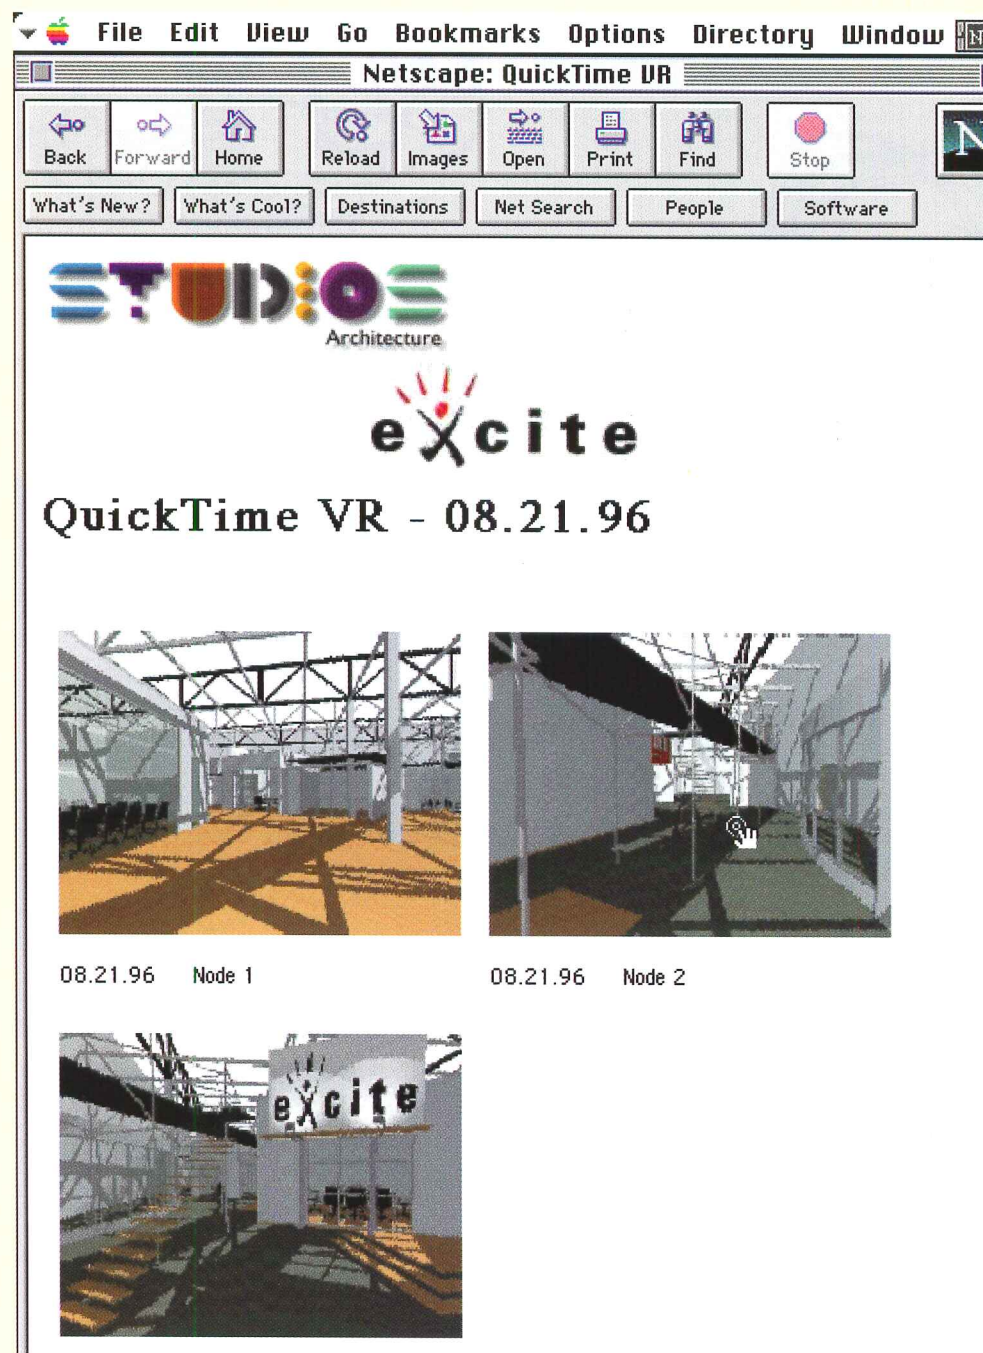 File Edit View Go Bookmarks Options Directory Window
Netscape: QuickTime VR
Back Forward Home Reload Images Open Print Find Stop
N
What's New? What's Cool? Destinations Net Search People Software
STUDIOS
Architecture
excite
QuickTime VR - 08.21.96
08.21.96 Node 1
08.21.96 Node 2
excite